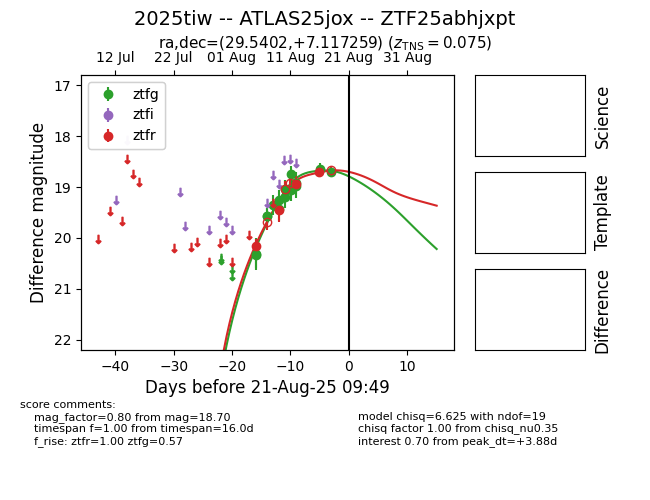 2025tiw -- ATLAS25jox -- ZTF25abhjxpt
ra,dec=(29.5402,+7.117259) (zTNS = 0.075)
12 Jul 22 Jul 01 Aug 11 Aug 21 Aug 31 Aug
17
18
19
20
21
22
Difference magnitude
ztfg
ztfi
ztfr
−40 −30 −20 −10 0 10
Days before 21-Aug-25 09:49
Science
Template
Difference
score comments:
mag_factor=0.80 from mag=18.70
timespan f=1.00 from timespan=16.0d
f_rise: ztfr=1.00 ztfg=0.57
model chisq=6.625 with ndof=19
chisq factor 1.00 from chisq_nu0.35
interest 0.70 from peak_dt=+3.88d